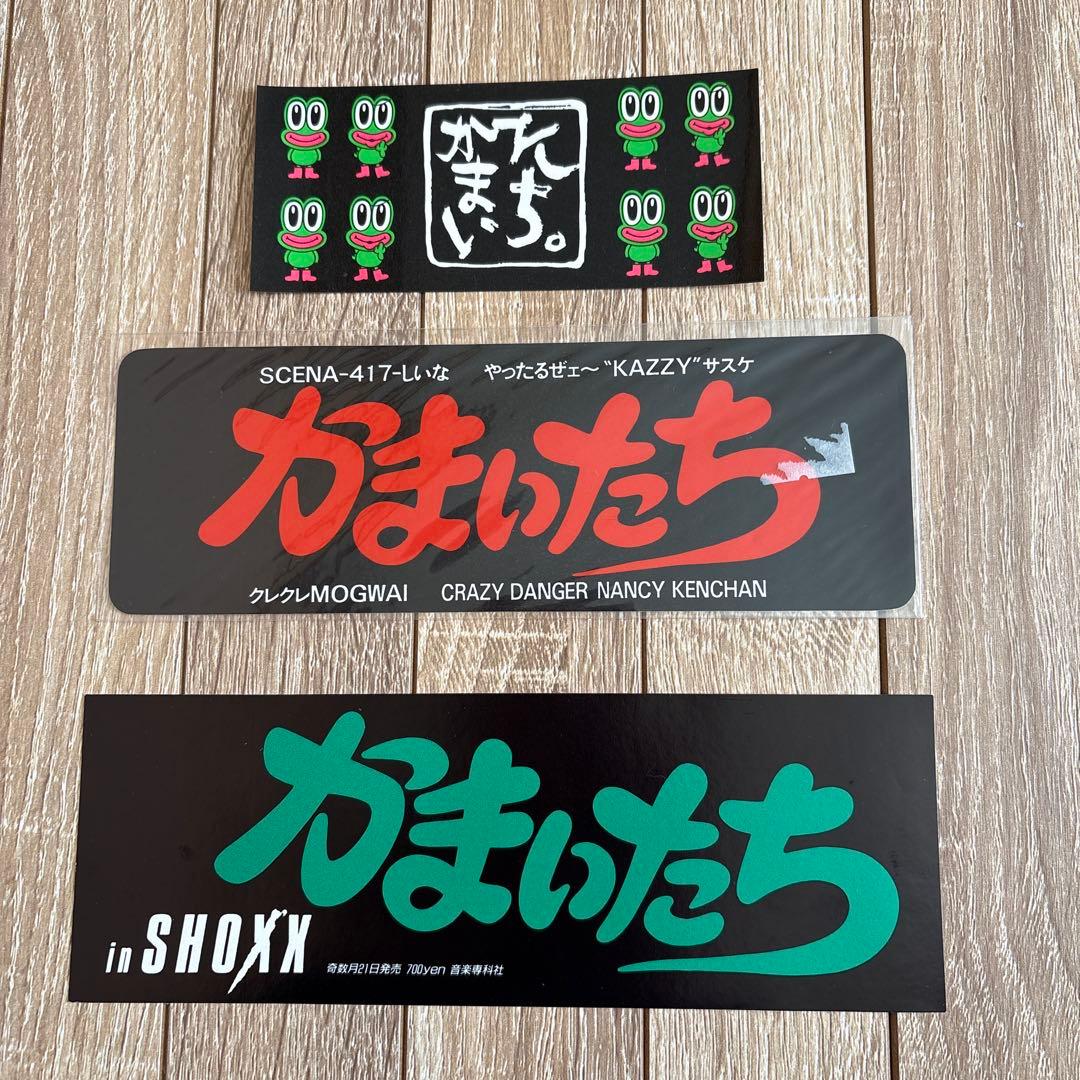 かまい
たち。
SCENA-417-しいな　やったるぜェ〜“KAZZY”サスケ
かまいたち
クレクレMOGWAI　CRAZY DANGER NANCY KENCHAN
かまいたち
in SHOXX 奇数月21日発売 700yen 音楽専科社